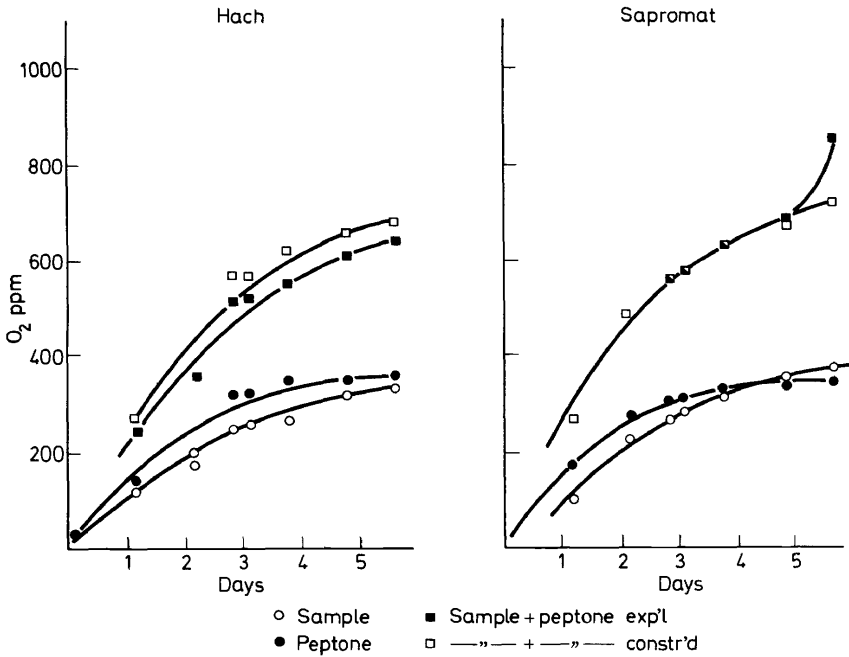 Hach
Sapromat
1000
800
600
400
200
O₂ ppm
1 2 3 4 5
Days
1 2 3 4 5
Days
Sample
Peptone
Sample + peptone exp'l
—„— + —„— constr'd